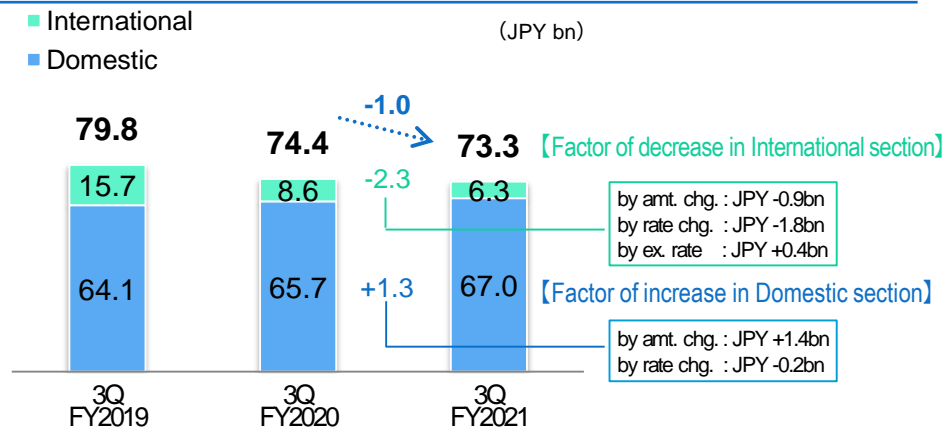 International
(JPY bn)
Domestic
-1.0
79.8
74.4
73.3
【Factor of decrease in International section】
15.7
8.6
-2.3
6.3
by amt. chg. : JPY -0.9bn
by rate chg. : JPY -1.8bn
by ex. rate : JPY +0.4bn
64.1
65.7
+1.3
67.0
【Factor of increase in Domestic section】
by amt. chg. : JPY +1.4bn
by rate chg. : JPY -0.2bn
3Q
FY2019
3Q
FY2020
3Q
FY2021